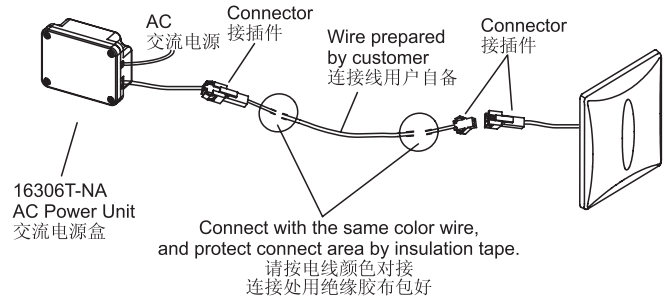 AC
交流电源
Connector
接插件
Wire prepared
by customer
连接线用户自备
Connector
接插件
16306T-NA
AC Power Unit
交流电源盒
Connect with the same color wire,
and protect connect area by insulation tape.
请按电线颜色对接
连接处用绝缘胶布包好